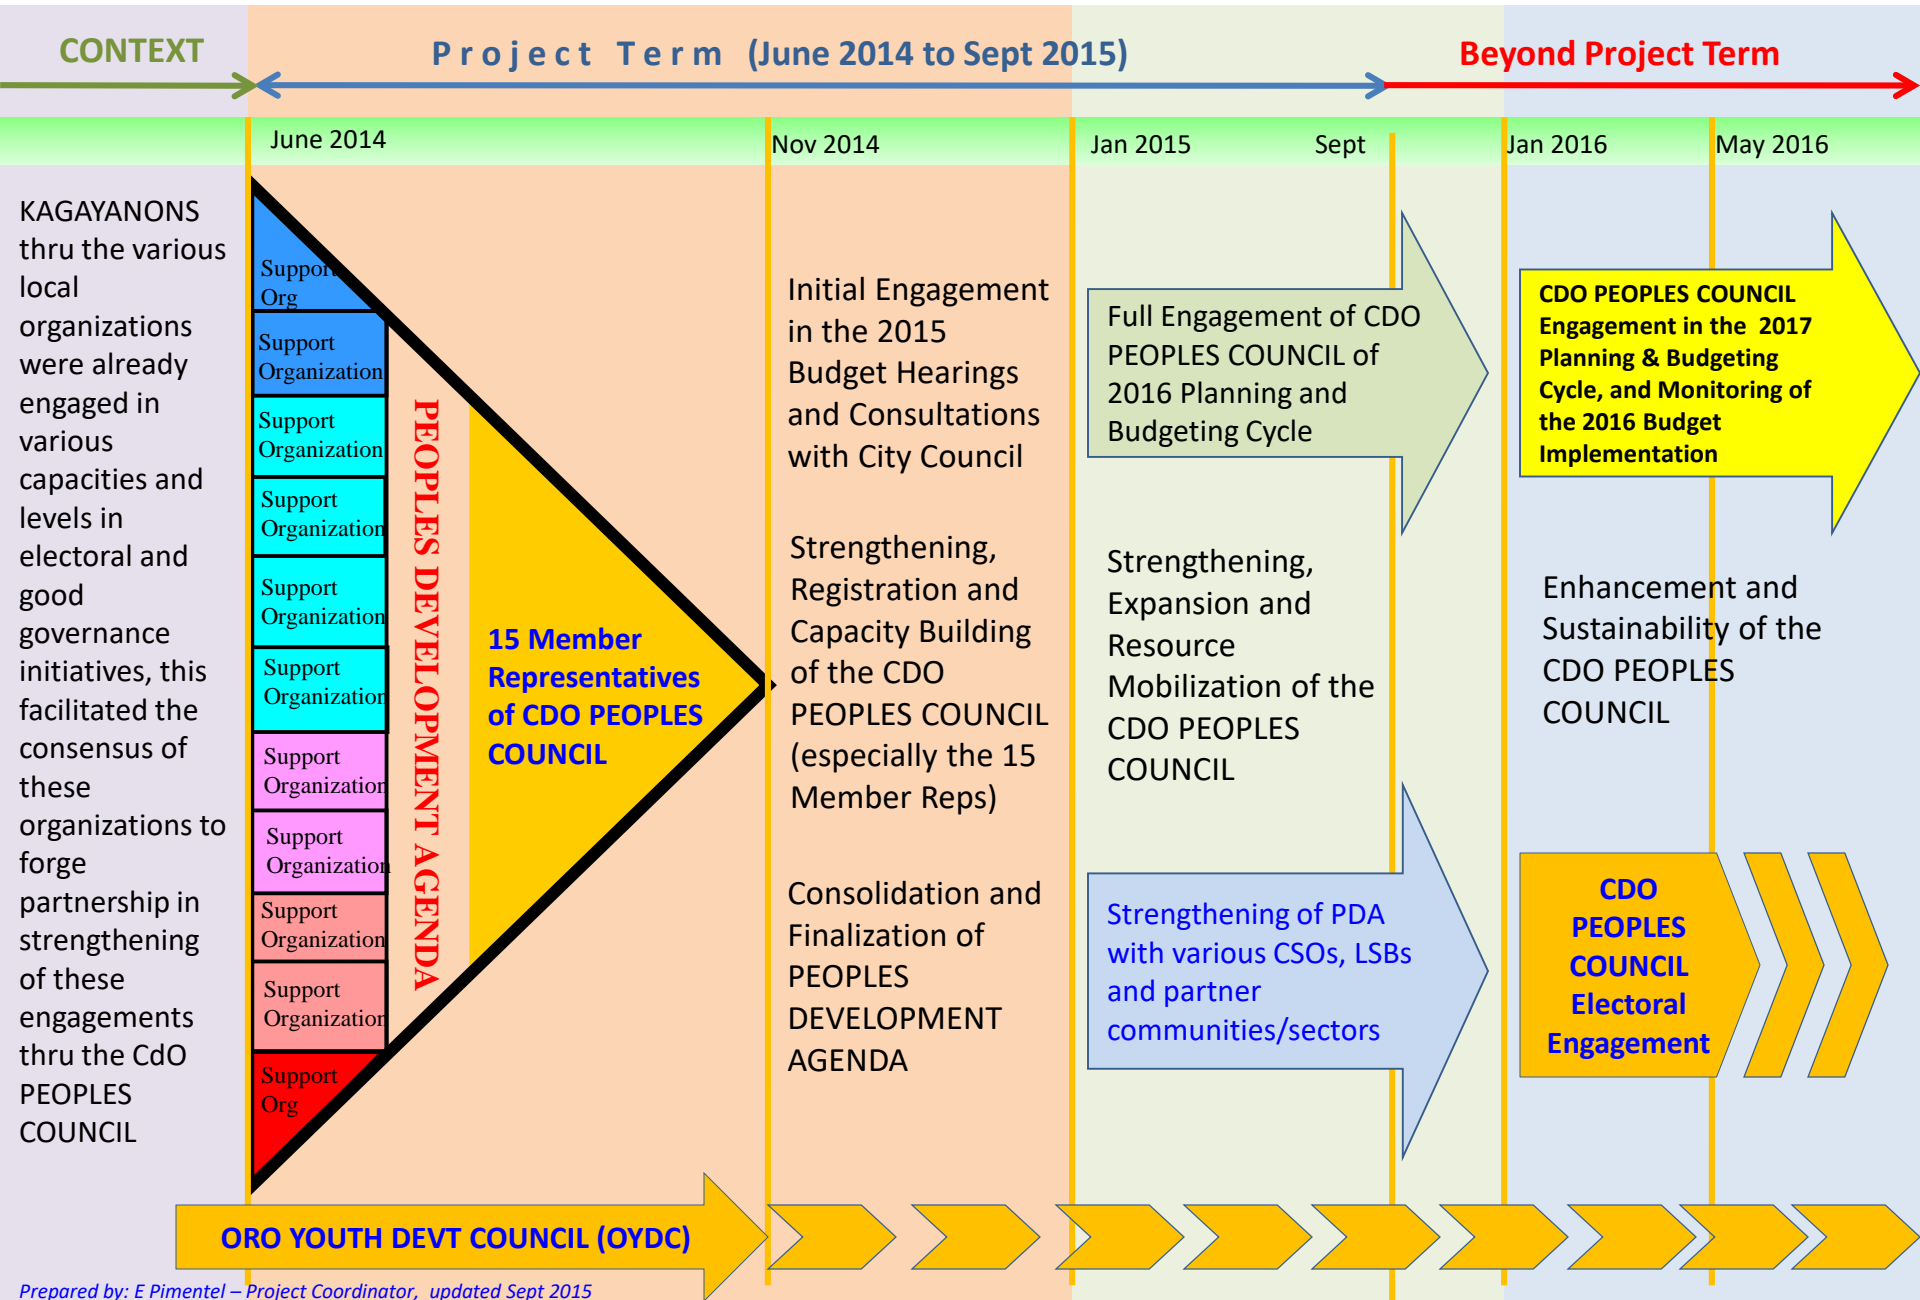 CONTEXT
Project Term (June 2014 to Sept 2015)
Beyond Project Term
June 2014
Nov 2014
Jan 2015
Sept
Jan 2016
May 2016
KAGAYANONS
thru the various
local
organizations
were already
engaged in
various
capacities and
levels in
electoral and
good
governance
initiatives, this
facilitated the
consensus of
these
organizations to
forge
partnership in
strengthening
of these
engagements
thru the CdO
PEOPLES
COUNCIL
Support
Org
Support
Organization
Support
Organization
Support
Organization
Support
Organization
Support
Organization
Support
Organization
Support
Organization
Support
Organization
Support
Organization
Support
Org
PEOPLES DEVELOPMENT AGENDA
15 Member
Representatives
of CDO PEOPLES
COUNCIL
Initial Engagement
in the 2015
Budget Hearings
and Consultations
with City Council
Strengthening,
Registration and
Capacity Building
of the CDO
PEOPLES COUNCIL
(especially the 15
Member Reps)
Consolidation and
Finalization of
PEOPLES
DEVELOPMENT
AGENDA
Full Engagement of CDO
PEOPLES COUNCIL of
2016 Planning and
Budgeting Cycle
Strengthening,
Expansion and
Resource
Mobilization of the
CDO PEOPLES
COUNCIL
Strengthening of PDA
with various CSOs, LSBs
and partner
communities/sectors
CDO PEOPLES COUNCIL
Engagement in the 2017
Planning & Budgeting
Cycle, and Monitoring of
the 2016 Budget
Implementation
Enhancement and
Sustainability of the
CDO PEOPLES
COUNCIL
CDO
PEOPLES
COUNCIL
Electoral
Engagement
ORO YOUTH DEVT COUNCIL (OYDC)
Prepared by: E Pimentel – Project Coordinator, updated Sept 2015